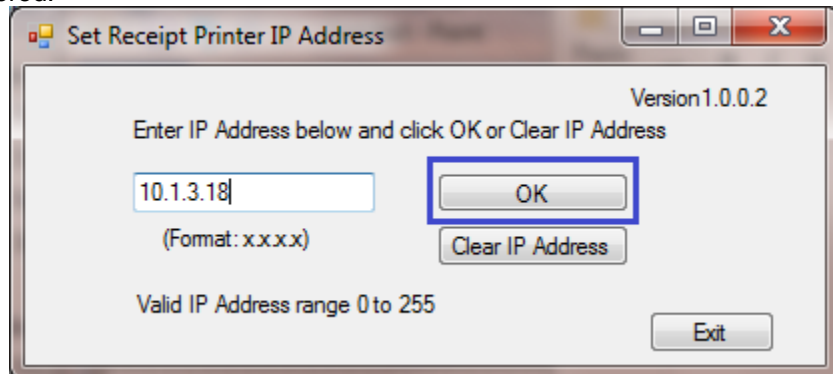 Set Receipt Printer IP Address
Version1.0.0.2
Enter IP Address below and click OK or Clear IP Address
10.1.3.18
OK
(Format: x.x.x.x)
Clear IP Address
Valid IP Address range 0 to 255
Exit